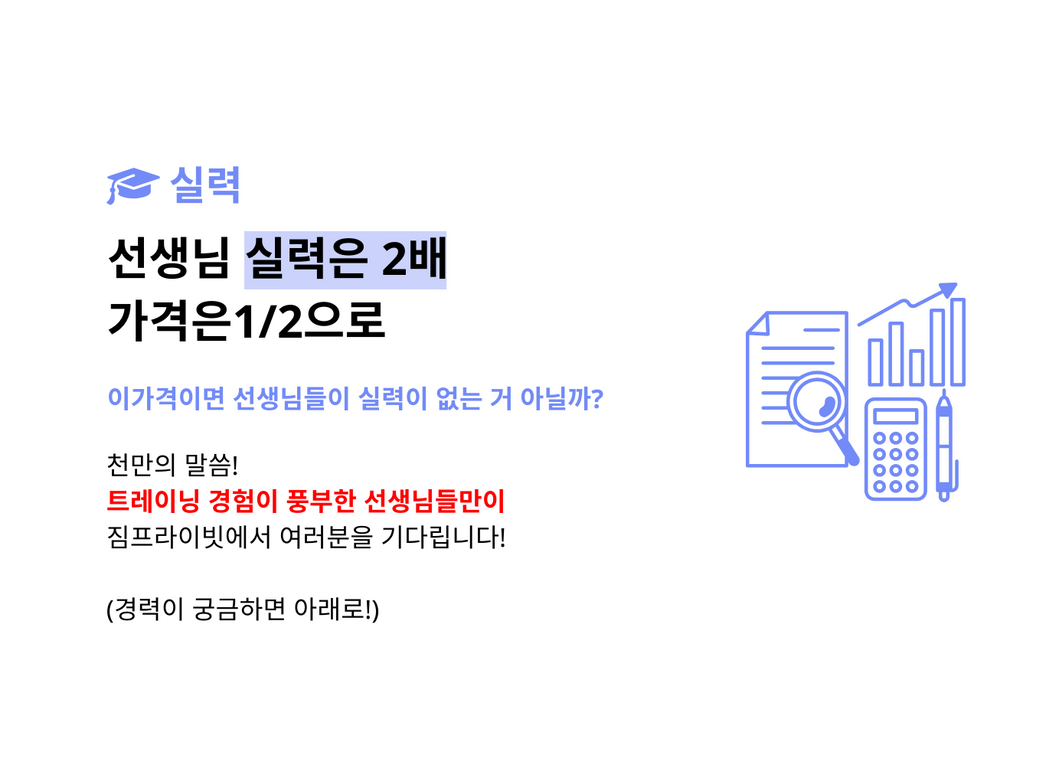 실력
선생님 실력은 2배
가격은1/2으로
이가격이면 선생님들이 실력이 없는 거 아닐까?
천만의 말씀!
트레이닝 경험이 풍부한 선생님들만이
짐프라이빗에서 여러분을 기다립니다!
(경력이 궁금하면 아래로!)